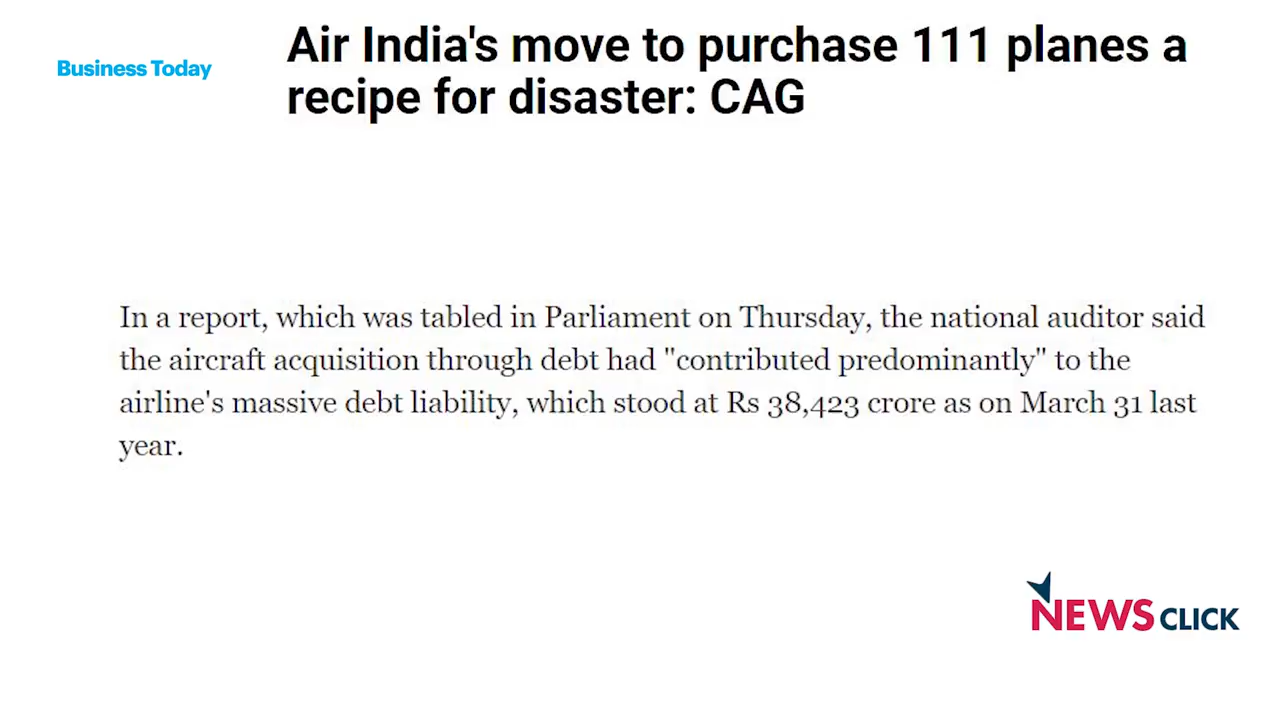 Business Today
Air India's move to purchase 111 planes a
recipe for disaster: CAG
In a report, which was tabled in Parliament on Thursday, the national auditor said
the aircraft acquisition through debt had "contributed predominantly" to the
airline's massive debt liability, which stood at Rs 38,423 crore as on March 31 last
year.
NEWSCLICK